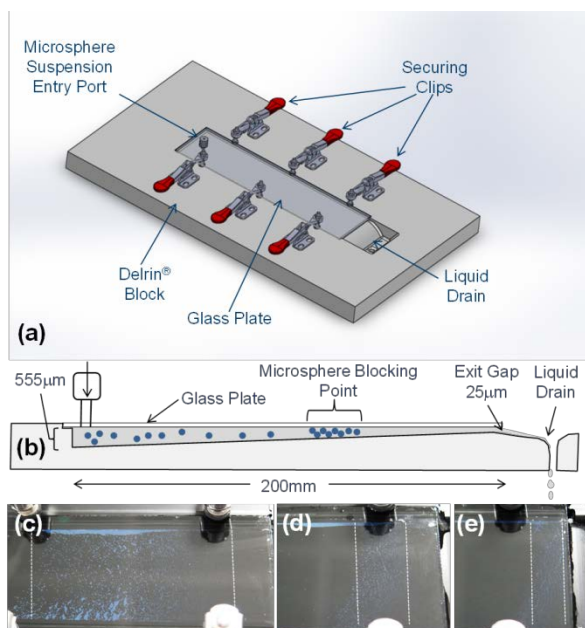 Microsphere
Suspension
Entry Port
Securing
Clips
Delrin®
Block
Glass Plate
Liquid
Drain
(a)
555μm
Glass Plate
Microsphere Blocking
Point
Exit Gap
25μm
Liquid
Drain
(b)
200mm
(c)
(d)
(e)